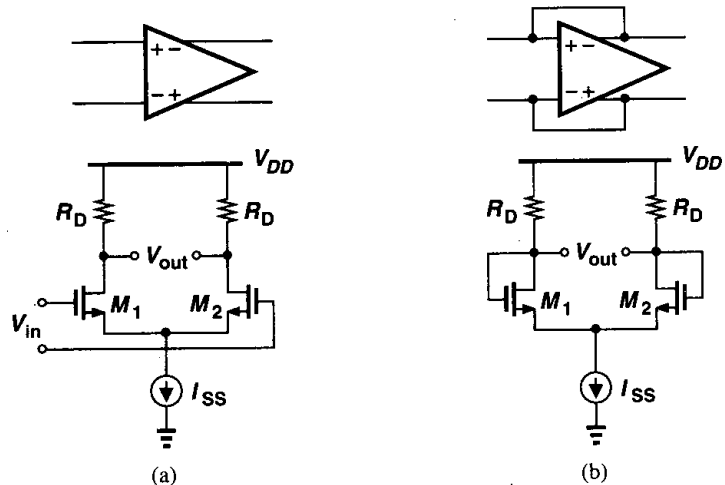 + −
− +
V_DD
R_D
R_D
V_out
M_1
M_2
V_in
I_SS
(a)
+ −
− +
V_DD
R_D
R_D
V_out
M_1
M_2
I_SS
(b)